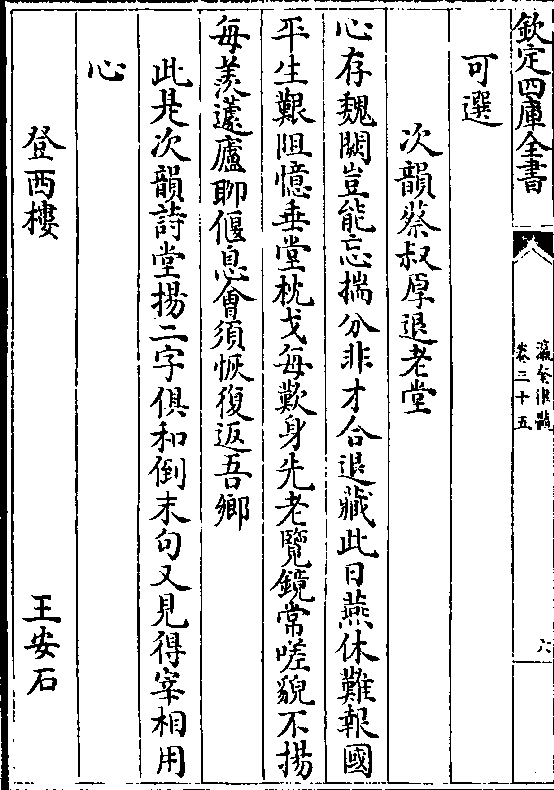 欽定四庫全書
瀛奎律髓
卷三十五
六
可選
次韻蔡叔厚退老堂
心存魏闕豈能忘揣分非才合退藏此日燕休難報國
平生艱阻憶垂堂枕戈每歎身先老覽鏡常嗟貌不揚
每羨蘧廬聊偃息會須恢復返吾鄉
此是次韻詩堂揚二字俱和倒末句又見得宰相用
心
登西樓 王安石